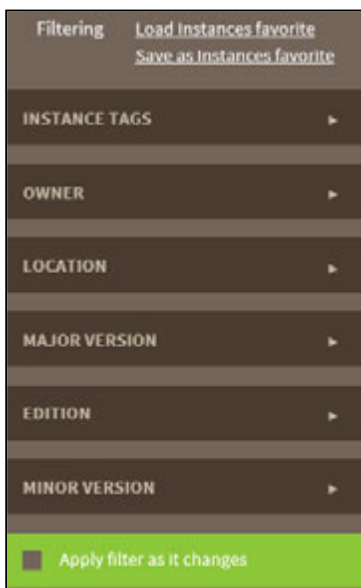 Filtering Load Instances favorite
Save as Instances favorite
INSTANCE TAGS
OWNER
LOCATION
MAJOR VERSION
EDITION
MINOR VERSION
Apply filter as it changes